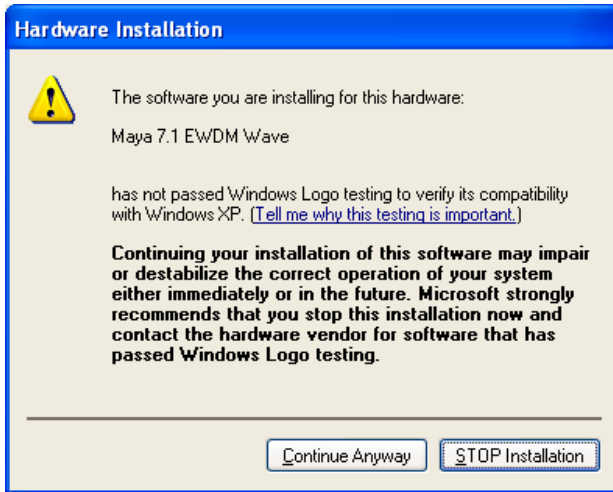 Hardware Installation
The software you are installing for this hardware:
Maya 7.1 EWDM Wave
has not passed Windows Logo testing to verify its compatibility
with Windows XP. (Tell me why this testing is important.)
Continuing your installation of this software may impair
or destabilize the correct operation of your system
either immediately or in the future. Microsoft strongly
recommends that you stop this installation now and
contact the hardware vendor for software that has
passed Windows Logo testing.
Continue Anyway
STOP Installation